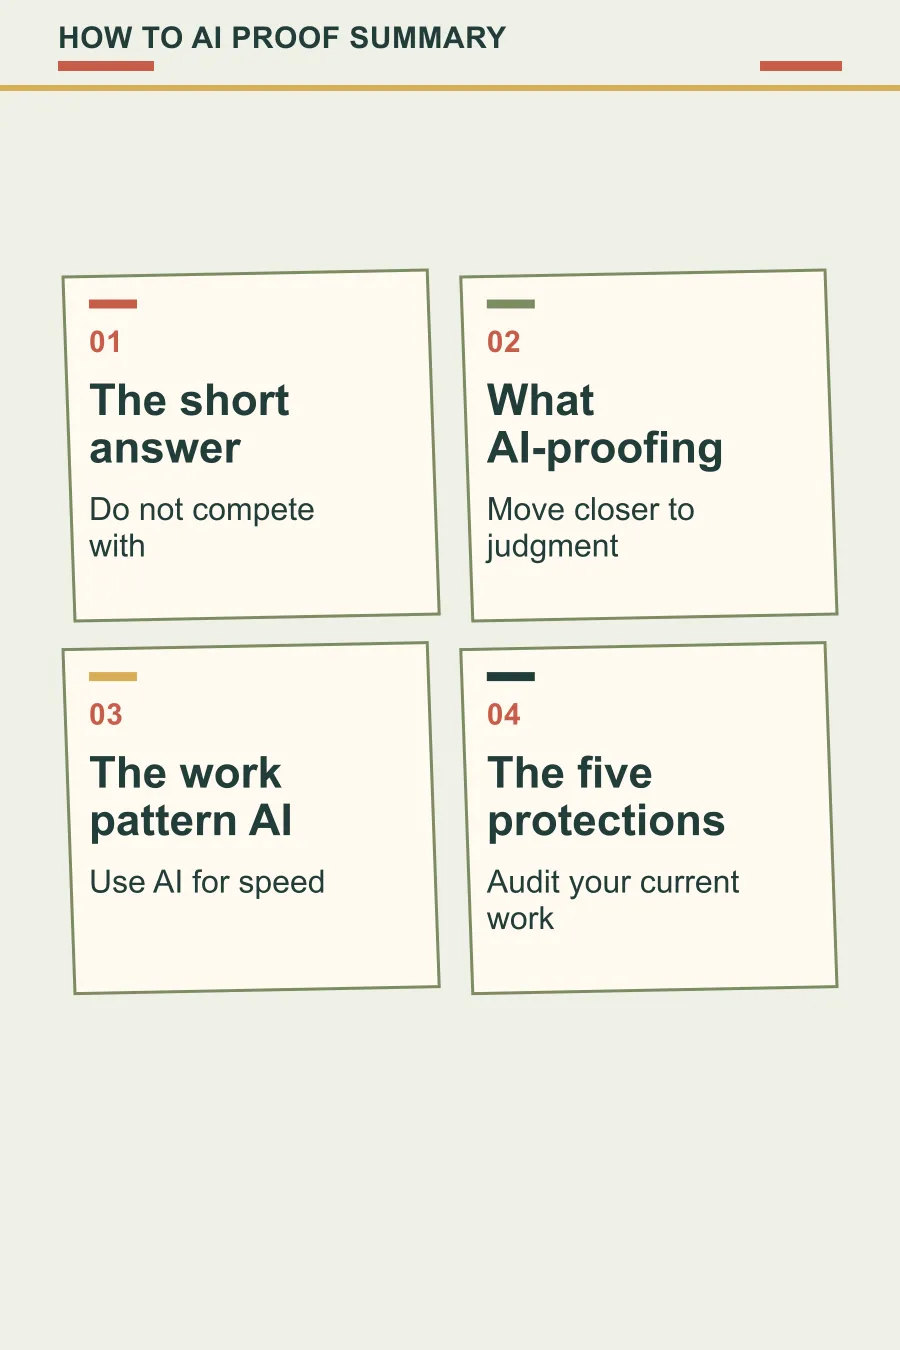 HOW TO AI PROOF SUMMARY
01
The short
answer
Do not compete
with
02
What
AI-proofing
Move closer to
judgment
03
The work
pattern AI
Use AI for speed
04
The five
protections
Audit your current
work